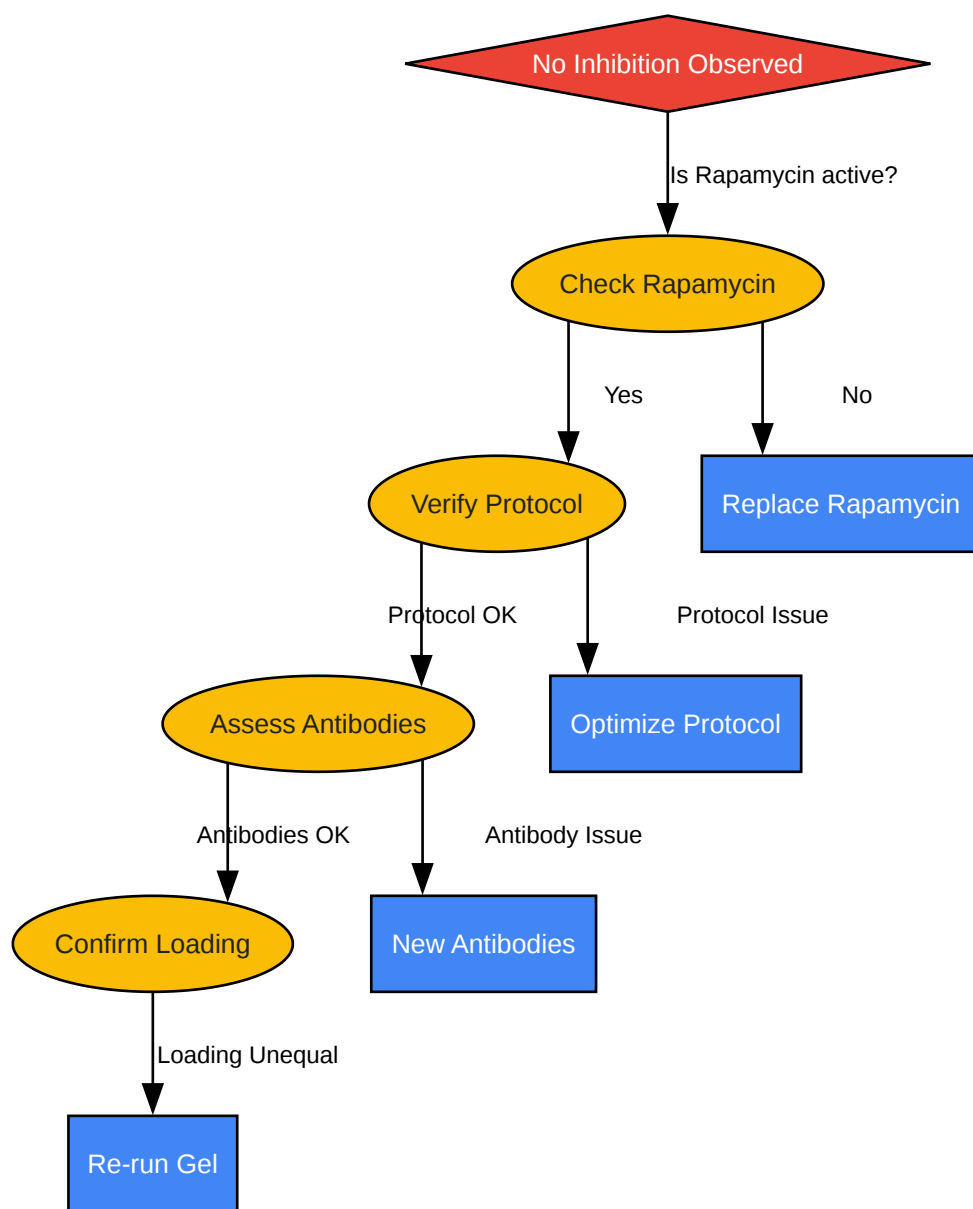 No Inhibition Observed
Is Rapamycin active?
Check Rapamycin
Yes
No
Verify Protocol
Replace Rapamycin
Protocol OK
Protocol Issue
Assess Antibodies
Optimize Protocol
Antibodies OK
Antibody Issue
Confirm Loading
New Antibodies
Loading Unequal
Re-run Gel